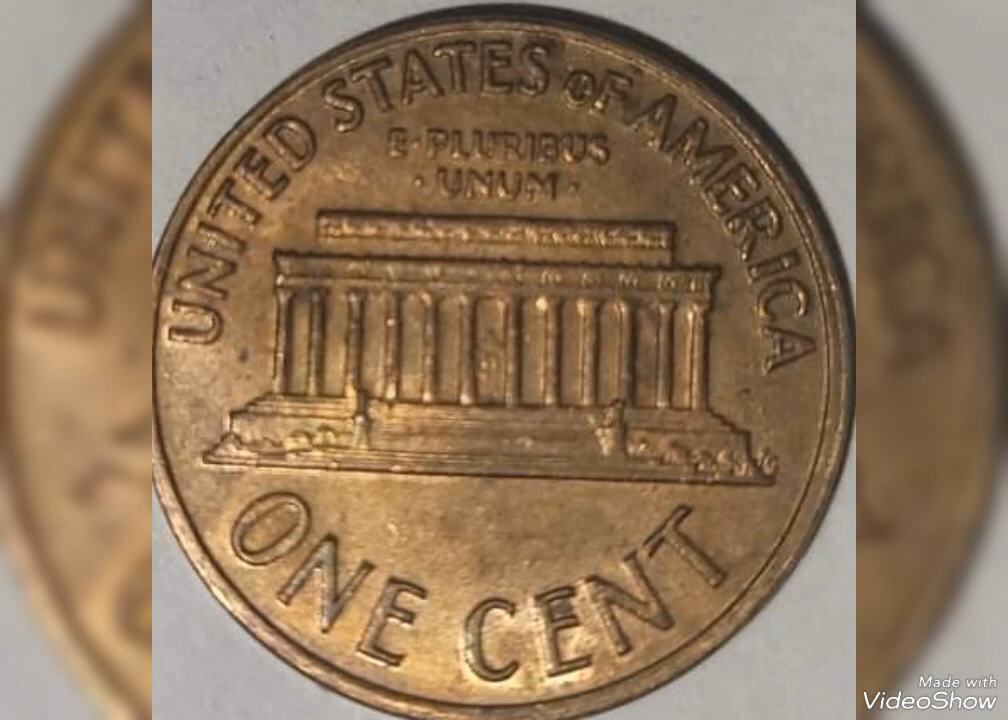 UNITED STATES OF AMERICA
E·PLURIBUS
·UNUM·
ONE CENT
Made with
VideoShow